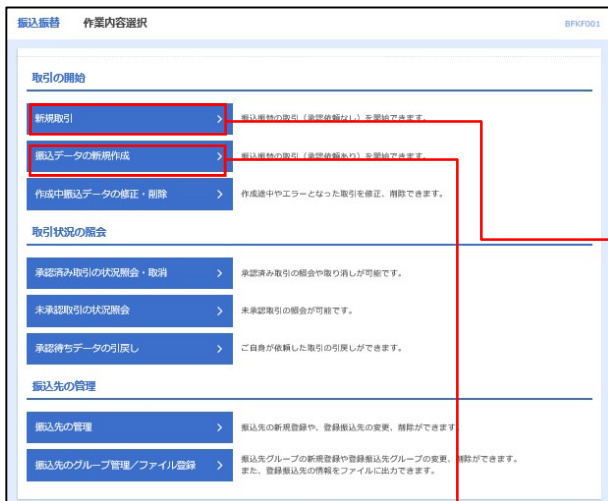 振込振替 作業内容選択 BFKF001
取引の開始
新規取引 > 振込振替の取引(承認依頼なし)を開始できます。
振込データの新規作成 > 振込振替の取引(承認依頼あり)を開始できます。
作成中振込データの修正・削除 > 作成途中やエラーとなった取引を修正、削除できます。
取引状況の照会
承認済み取引の状況照会・取消 > 承認済み取引の照会や取り消しが可能です。
未承認取引の状況照会 > 未承認取引の照会が可能です。
承認待ちデータの引戻し > ご自身が依頼した取引の引戻しができます。
振込先の管理
振込先の管理 > 振込先の新規登録や、登録振込先の変更、削除ができます
振込先のグループ管理/ファイル登録 > 振込先グループの新規登録や登録振込先グループの変更、削除ができます。
また、登録振込先の情報をファイルに出力できます。